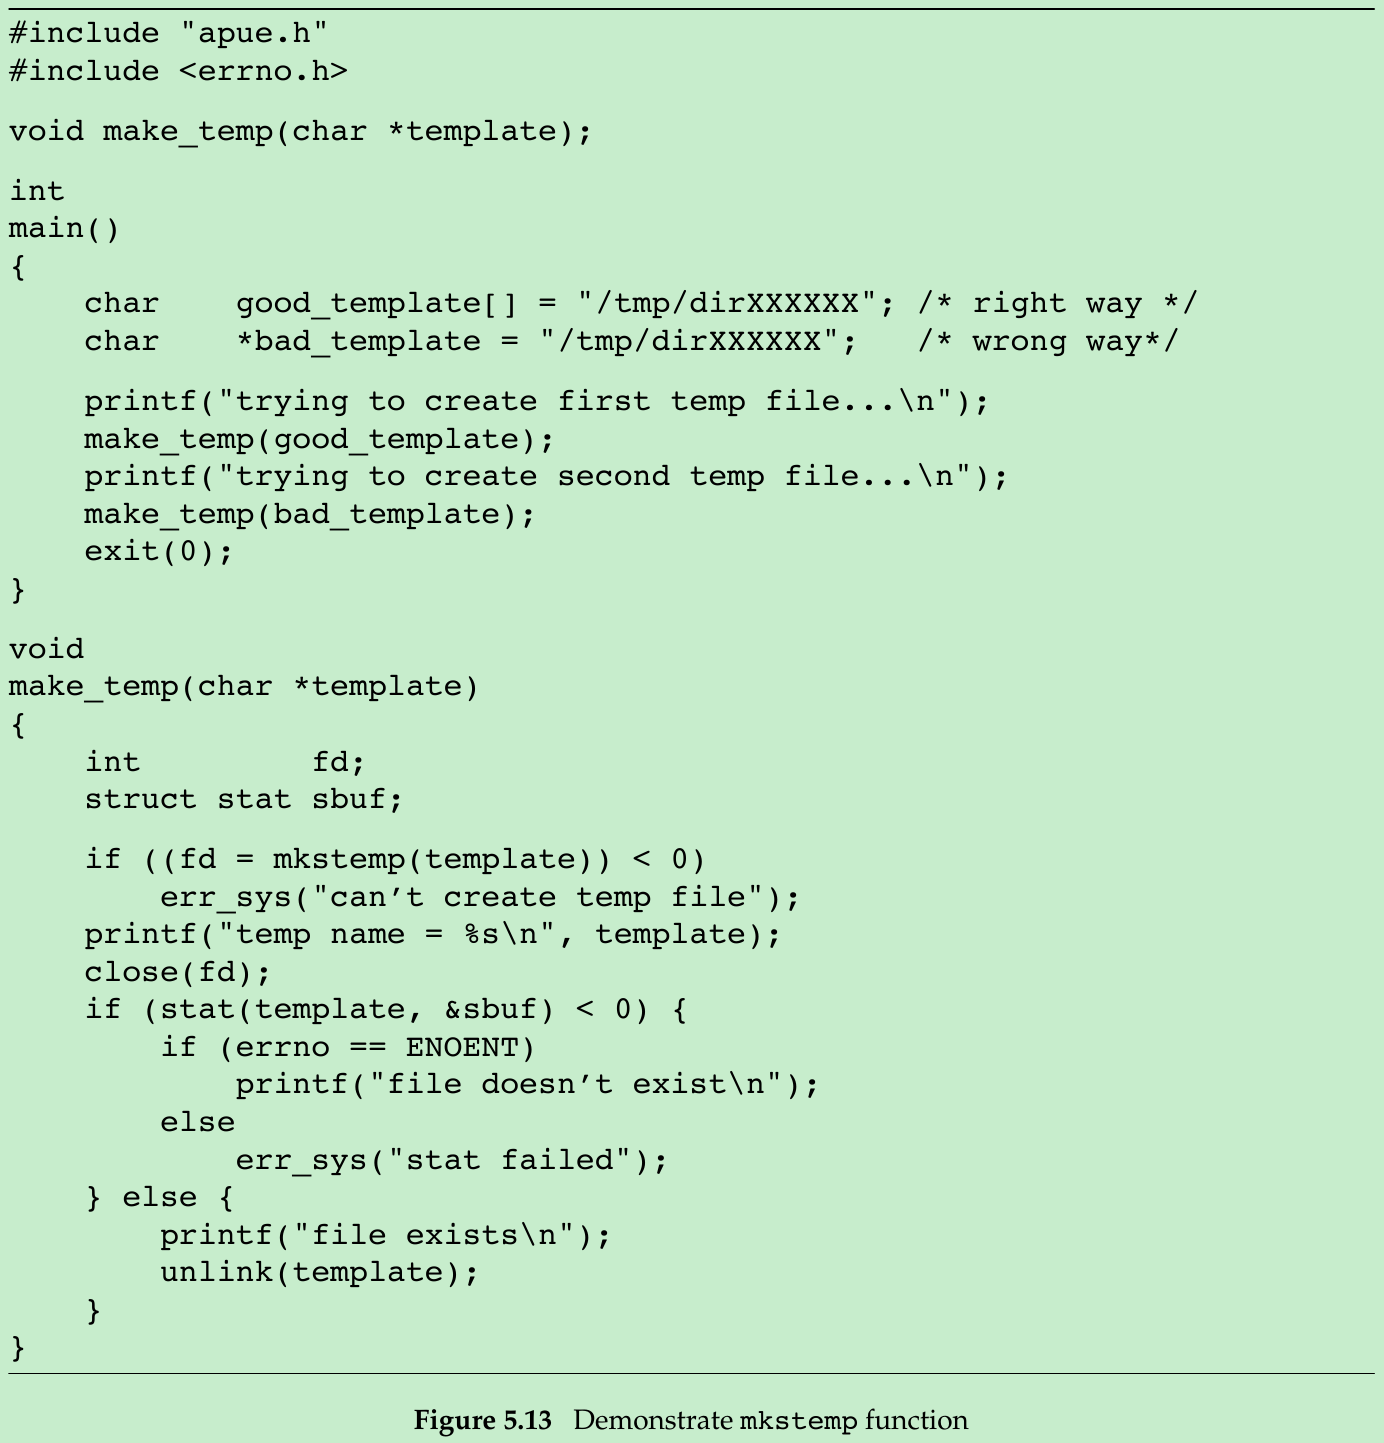 #include "apue.h"
#include <errno.h>
void make_temp(char *template);
int
main()
{
    char    good_template[] = "/tmp/dirXXXXXX"; /* right way */
    char    *bad_template = "/tmp/dirXXXXXX";   /* wrong way*/
    printf("trying to create first temp file...\n");
    make_temp(good_template);
    printf("trying to create second temp file...\n");
    make_temp(bad_template);
    exit(0);
}
void
make_temp(char *template)
{
    int         fd;
    struct stat sbuf;
    if ((fd = mkstemp(template)) < 0)
        err_sys("can’t create temp file");
    printf("temp name = %s\n", template);
    close(fd);
    if (stat(template, &sbuf) < 0) {
        if (errno == ENOENT)
            printf("file doesn’t exist\n");
        else
            err_sys("stat failed");
    } else {
        printf("file exists\n");
        unlink(template);
    }
}
Figure 5.13 Demonstrate mkstemp function